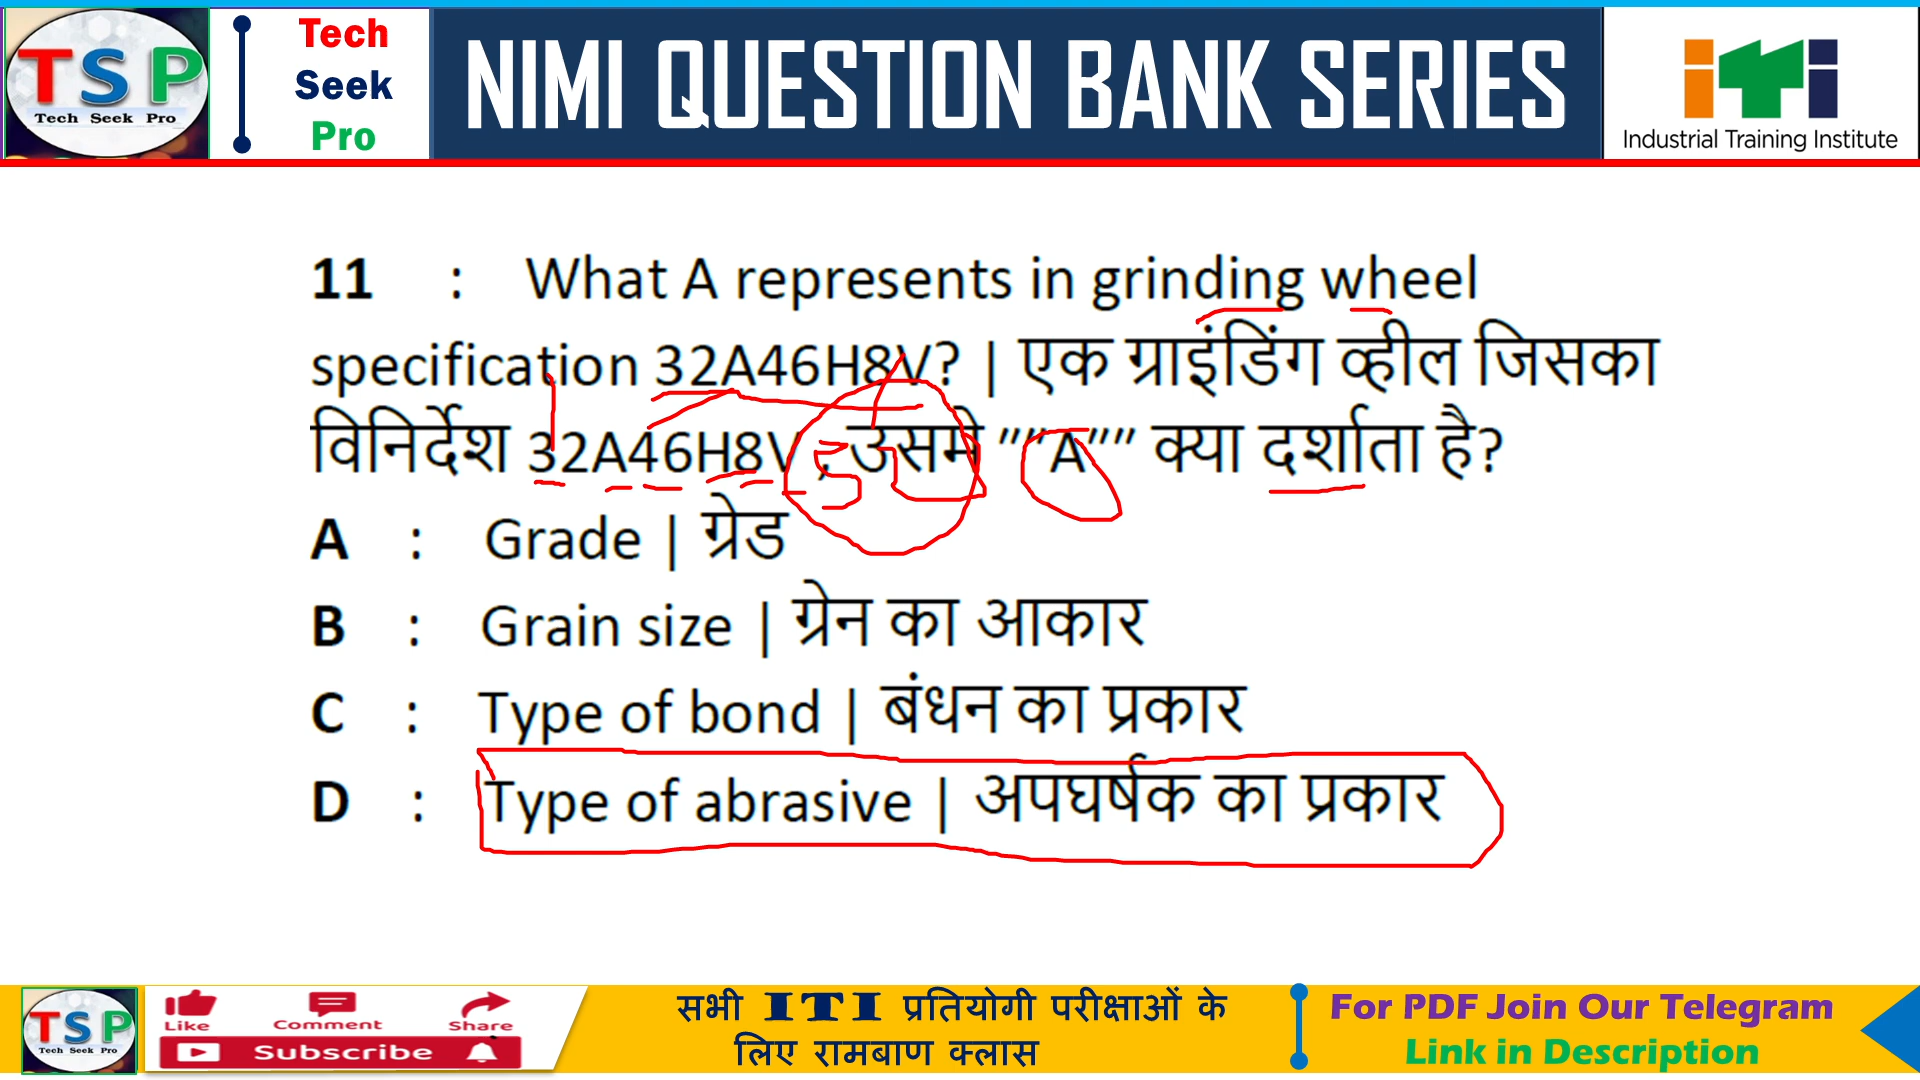 TSP
Tech Seek Pro
Tech
Seek
Pro
NIMI QUESTION BANK SERIES
iTi
Industrial Training Institute
11 : What A represents in grinding wheel
specification 32A46H8V? | एक ग्राइंडिंग व्हील जिसका
विनिर्देश 32A46H8V , उसमे ””A”” क्या दर्शाता है?
A : Grade | ग्रेड
B : Grain size | ग्रेन का आकार
C : Type of bond | बंधन का प्रकार
D : Type of abrasive | अपघर्षक का प्रकार
TSP
Tech Seek Pro
Like Comment Share
Subscribe
सभी ITI प्रतियोगी परीक्षाओं के
लिए रामबाण क्लास
For PDF Join Our Telegram
Link in Description